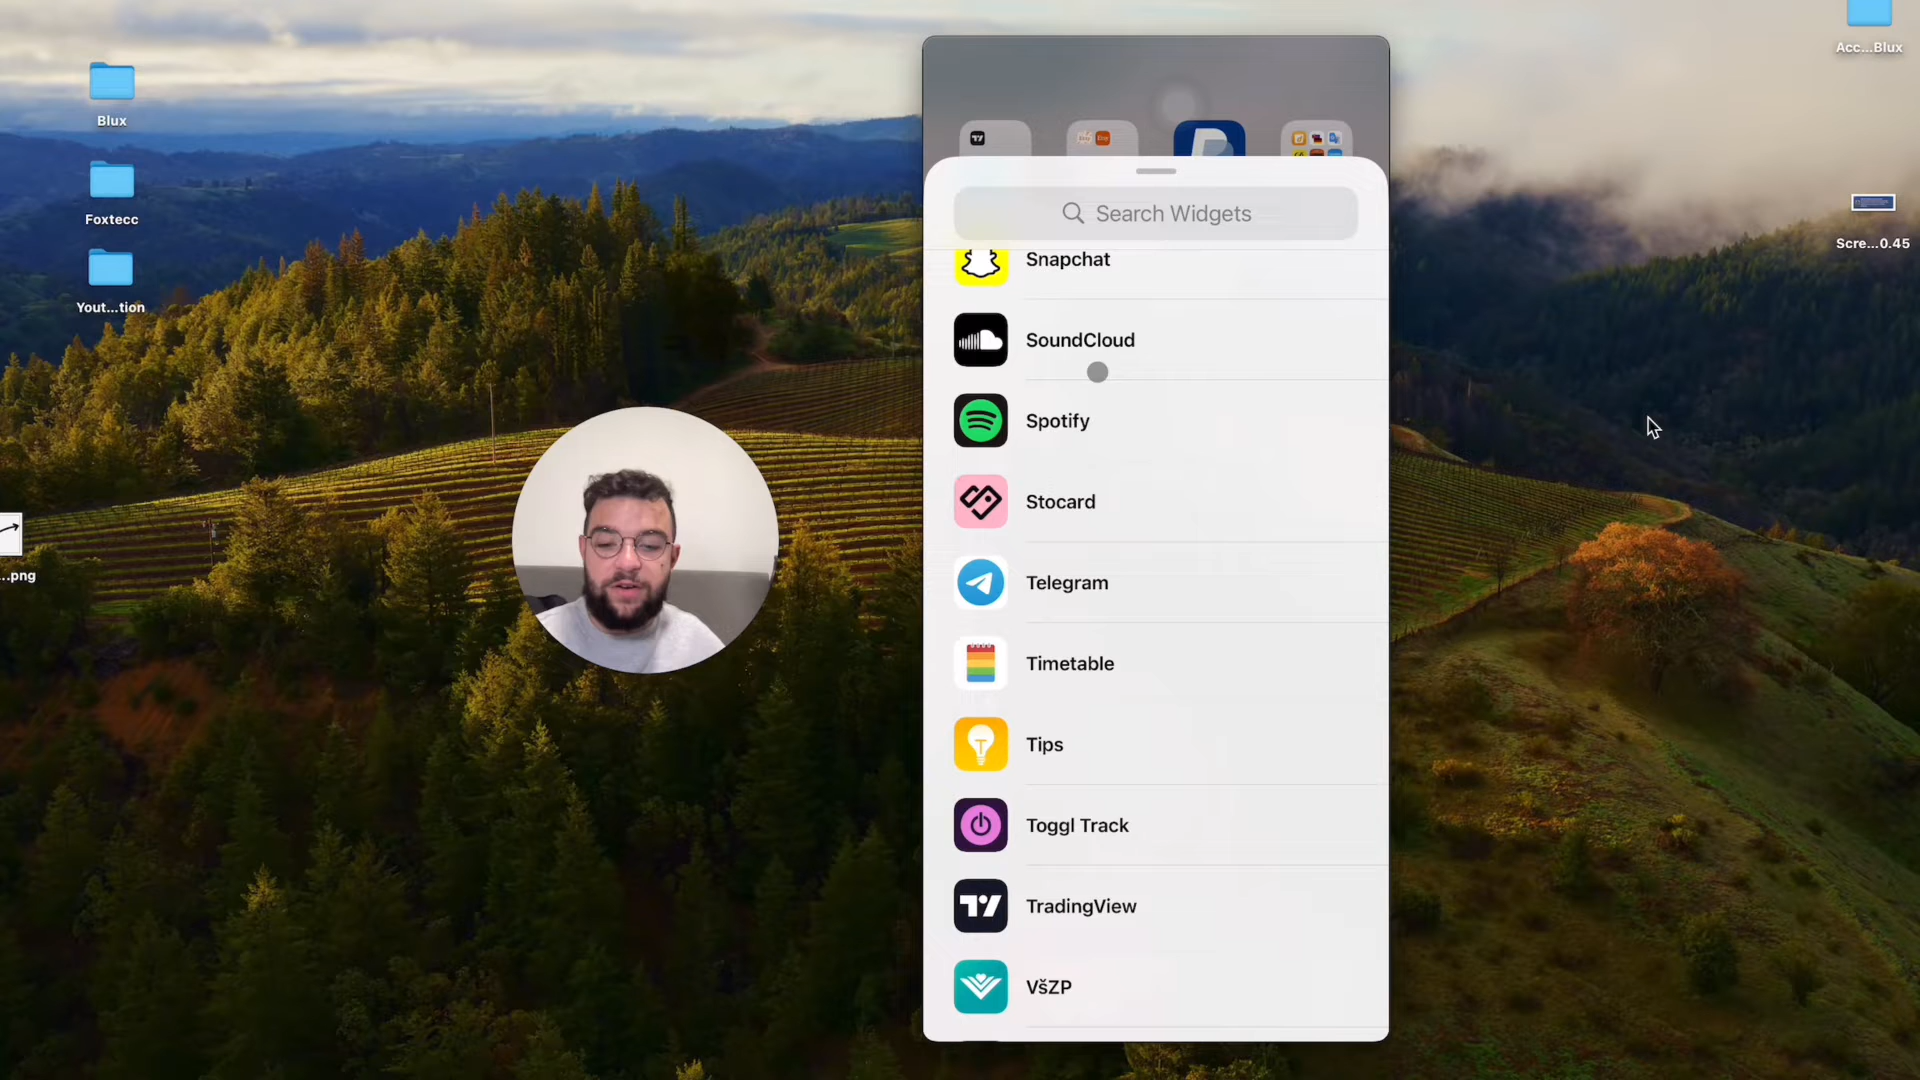 Blux
Foxtecc
Yout...tion
...png
Acc...Blux
Scre...0.45
Search Widgets
Snapchat
SoundCloud
Spotify
Stocard
Telegram
Timetable
Tips
Toggl Track
TradingView
VšZP